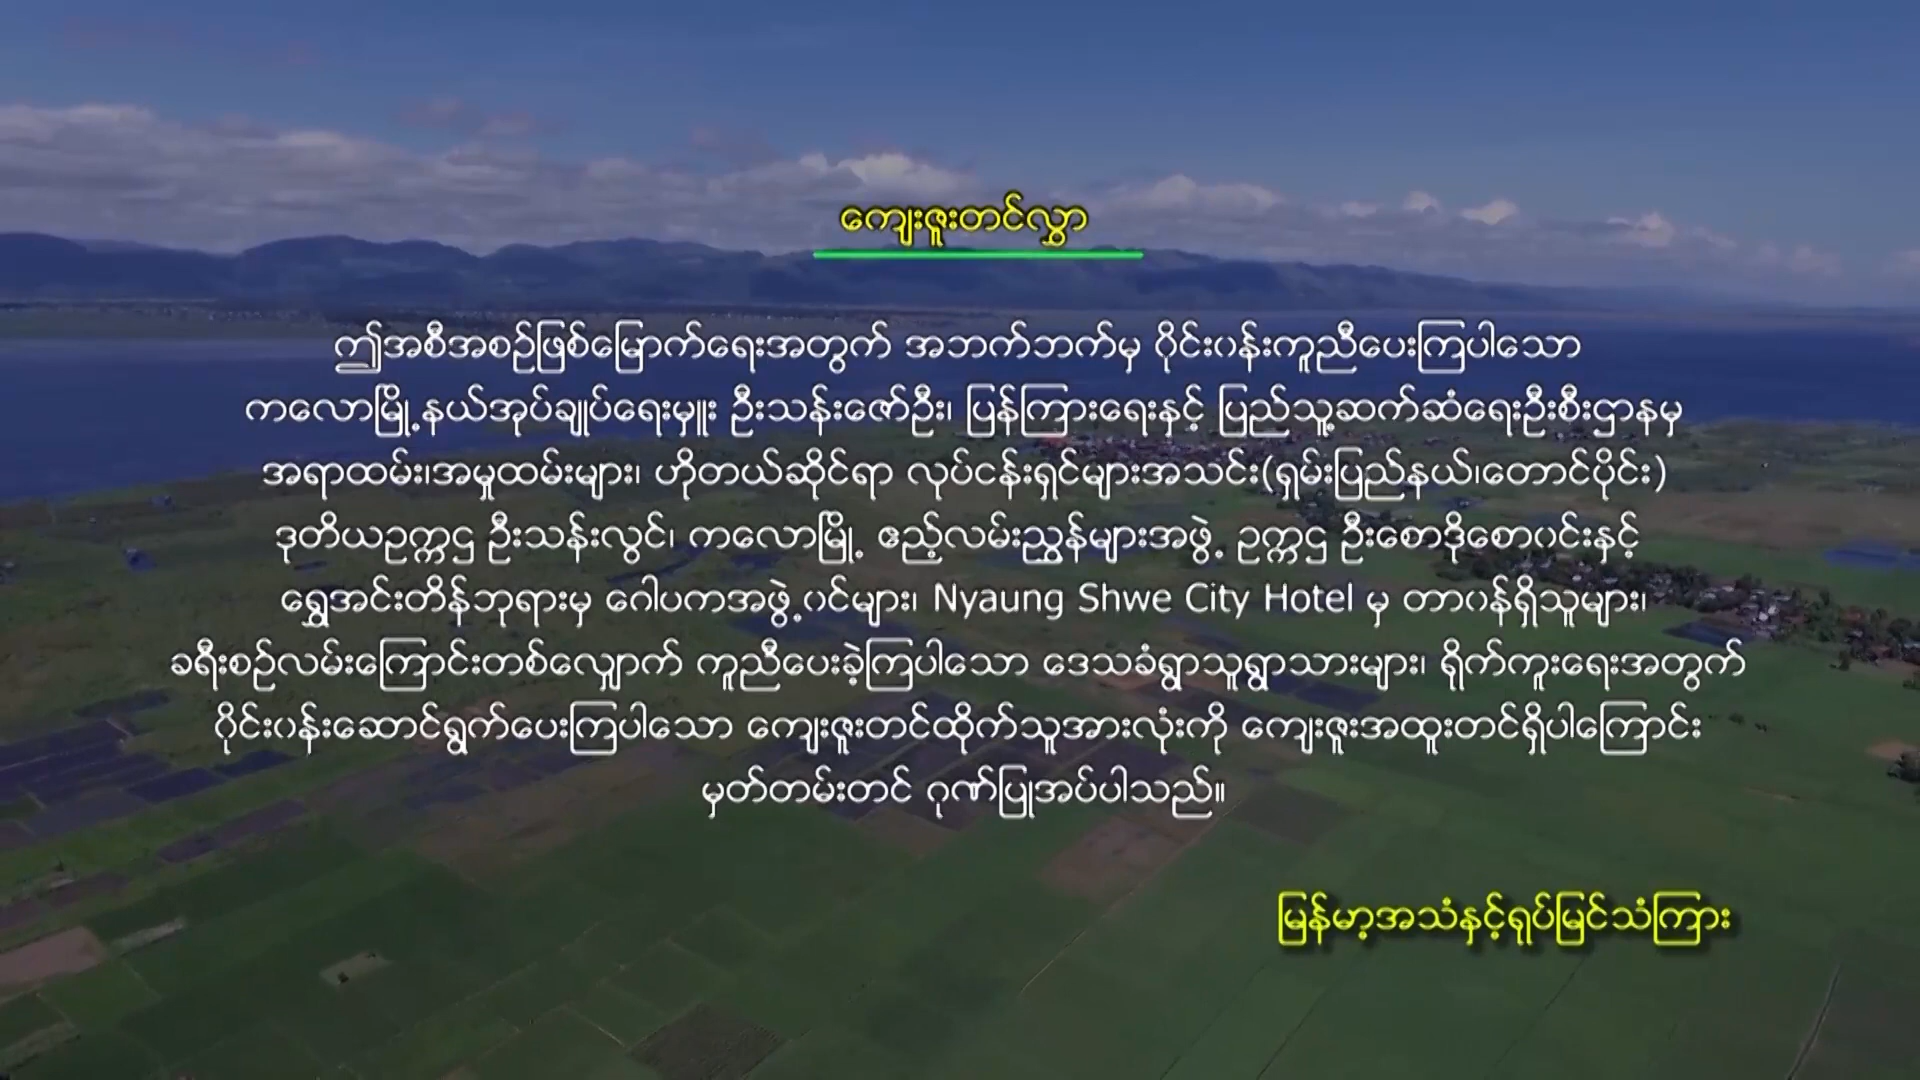 ကျေးဇူးတင်လွှာ
ဤအစီအစဉ်ဖြစ်မြောက်ရေးအတွက် အဘက်ဘက်မှ ဝိုင်းဝန်းကူညီပေးကြပါသော
ကလောမြို့နယ်အုပ်ချုပ်ရေးမှူး ဦးသန်းဇော်ဦး၊ ပြန်ကြားရေးနှင့် ပြည်သူ့ဆက်ဆံရေးဦးစီးဌာနမှ
အရာထမ်း၊အမှုထမ်းများ၊ ဟိုတယ်ဆိုင်ရာ လုပ်ငန်းရှင်များအသင်း(ရှမ်းပြည်နယ်၊တောင်ပိုင်း)
ဒုတိယဥက္ကဌ ဦးသန်းလွင်၊ ကလောမြို့ ဧည့်လမ်းညွှန်များအဖွဲ့ ဥက္ကဌ ဦးစောဒိုစောဝင်းနှင့်
ရွှေအင်းတိန်ဘုရားမှ ဂေါပကအဖွဲ့ဝင်များ၊ Nyaung Shwe City Hotel မှ တာဝန်ရှိသူများ၊
ခရီးစဉ်လမ်းကြောင်းတစ်လျှောက် ကူညီပေးခဲ့ကြပါသော ဒေသခံရွာသူရွာသားများ၊ ရိုက်ကူးရေးအတွက်
ဝိုင်းဝန်းဆောင်ရွက်ပေးကြပါသော ကျေးဇူးတင်ထိုက်သူအားလုံးကို ကျေးဇူးအထူးတင်ရှိပါကြောင်း
မှတ်တမ်းတင် ဂုဏ်ပြုအပ်ပါသည်။
မြန်မာ့အသံနှင့်ရုပ်မြင်သံကြား